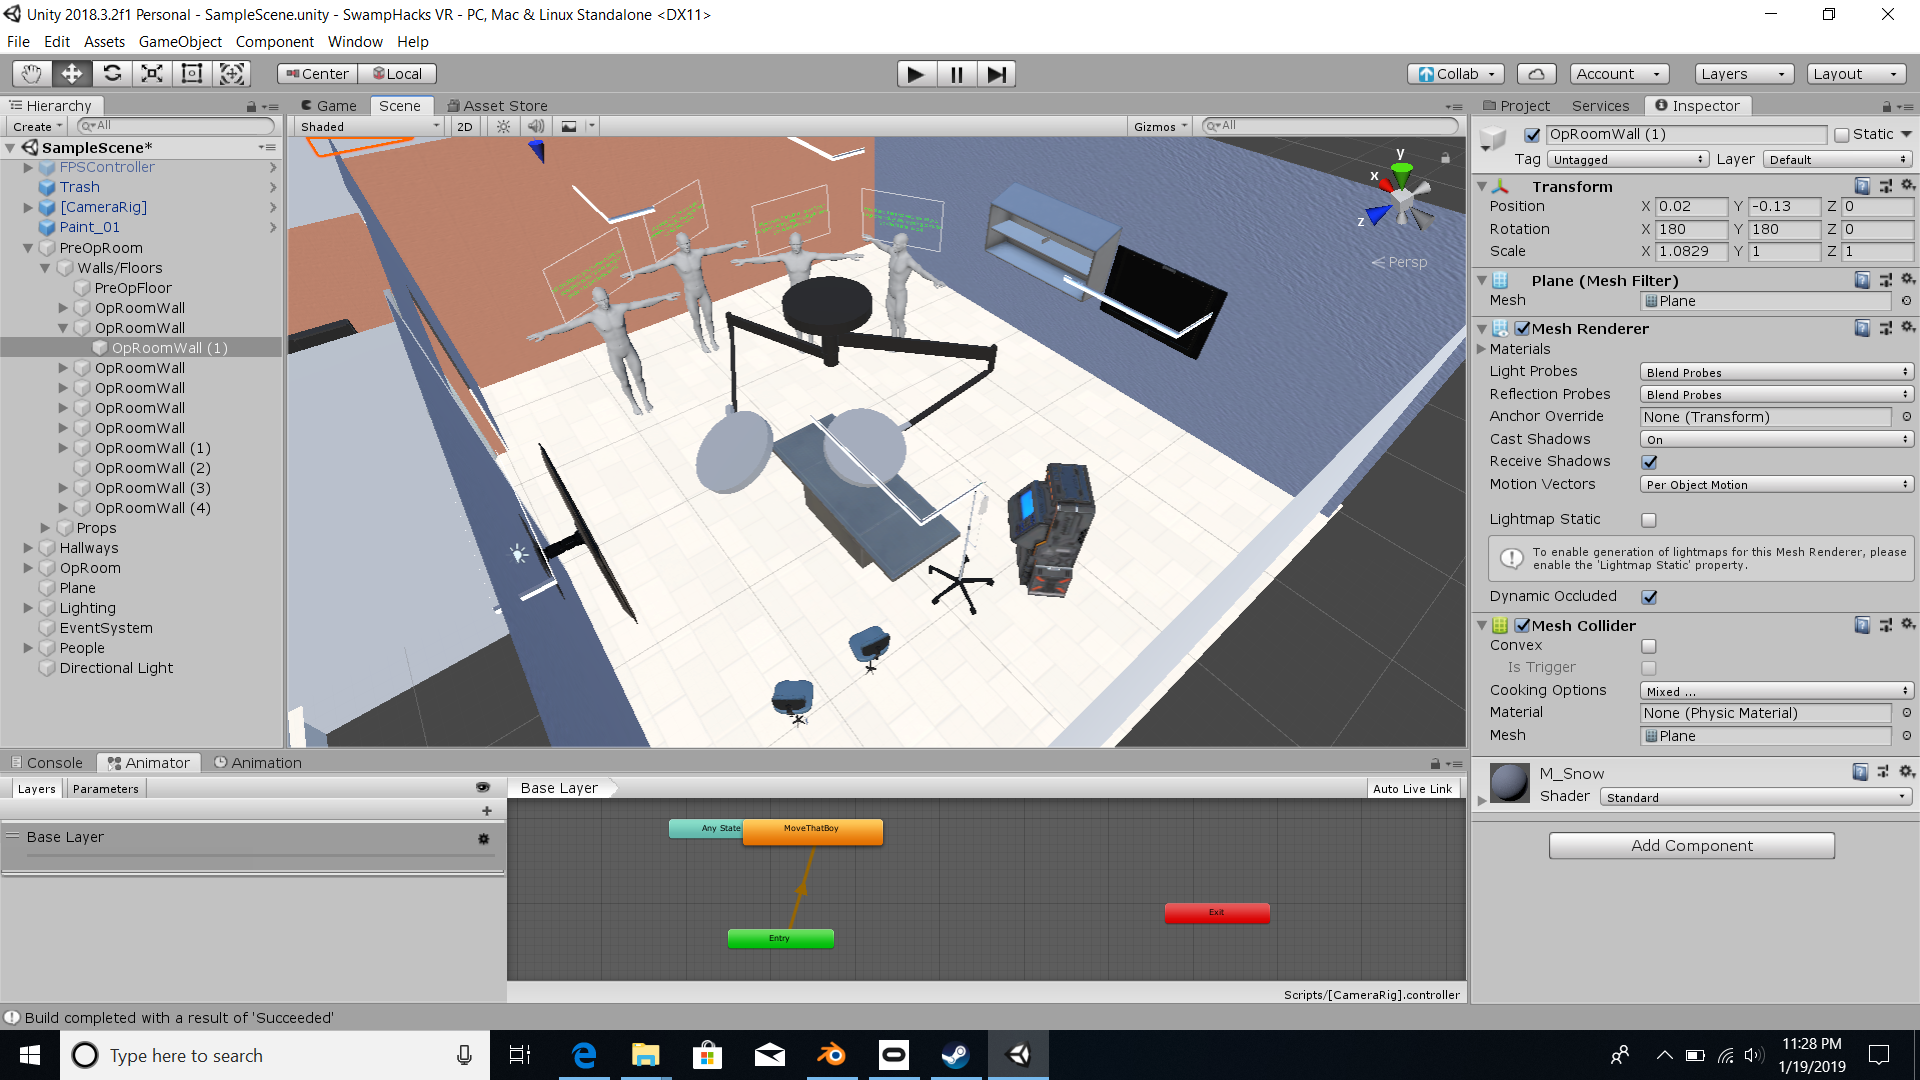 Unity 2018.3.2f1 Personal - SampleScene.unity - SwampHacks VR - PC, Mac & Linux Standalone <DX11>
File Edit Assets GameObject Component Window Help
Center Local Collab Account Layers Layout
Hierarchy
Create All
SampleScene*
FPSController
Trash
[CameraRig]
Paint_01
PreOpRoom
Walls/Floors
PreOpFloor
OpRoomWall
OpRoomWall
OpRoomWall (1)
OpRoomWall
OpRoomWall
OpRoomWall
OpRoomWall
OpRoomWall (1)
OpRoomWall (2)
OpRoomWall (3)
OpRoomWall (4)
Props
Hallways
OpRoom
Plane
Lighting
EventSystem
People
Directional Light
Game Scene Asset Store
Shaded 2D Gizmos All
y
x
z
Persp
Project Services Inspector
OpRoomWall (1) Static
Tag Untagged Layer Default
Transform
Position X 0.02 Y -0.13 Z 0
Rotation X 180 Y 180 Z 0
Scale X 1.0829 Y 1 Z 1
Plane (Mesh Filter)
Mesh Plane
Mesh Renderer
Materials
Light Probes Blend Probes
Reflection Probes Blend Probes
Anchor Override None (Transform)
Cast Shadows On
Receive Shadows
Motion Vectors Per Object Motion
Lightmap Static
To enable generation of lightmaps for this Mesh Renderer, please
enable the 'Lightmap Static' property.
Dynamic Occluded
Mesh Collider
Convex
Is Trigger
Cooking Options Mixed ...
Material None (Physic Material)
Mesh Plane
M_Snow
Shader Standard
Add Component
Console Animator Animation
Layers Parameters
Base Layer
Base Layer
Auto Live Link
Any State
MoveThatBoy
Exit
Entry
Scripts/[CameraRig].controller
Build completed with a result of 'Succeeded'
Type here to search
11:28 PM
1/19/2019